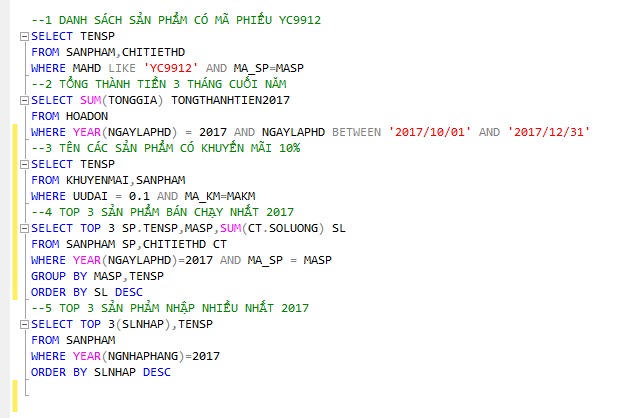 --1 DANH SÁCH SẢN PHẨM CÓ MÃ PHIẾU YC9912
SELECT TENSP
FROM SANPHAM,CHITIETHD
WHERE MAHD LIKE 'YC9912' AND MA_SP=MASP
--2 TỔNG THÀNH TIỀN 3 THÁNG CUỐI NĂM
SELECT SUM(TONGGIA) TONGTHANHTIEN2017
FROM HOADON
WHERE YEAR(NGAYLAPHD) = 2017 AND NGAYLAPHD BETWEEN '2017/10/01' AND '2017/12/31'
--3 TÊN CÁC SẢN PHẨM CÓ KHUYẾN MÃI 10%
SELECT TENSP
FROM KHUYENMAI,SANPHAM
WHERE UUDAI = 0.1 AND MA_KM=MAKM
--4 TOP 3 SẢN PHẨM BÁN CHẠY NHẤT 2017
SELECT TOP 3 SP.TENSP,MASP,SUM(CT.SOLUONG) SL
FROM SANPHAM SP,CHITIETHD CT
WHERE YEAR(NGAYLAPHD)=2017 AND MA_SP = MASP
GROUP BY MASP,TENSP
ORDER BY SL DESC
--5 TOP 3 SẢN PHẨM NHẬP NHIỀU NHẤT 2017
SELECT TOP 3(SLNHAP),TENSP
FROM SANPHAM
WHERE YEAR(NGNHAPHANG)=2017
ORDER BY SLNHAP DESC